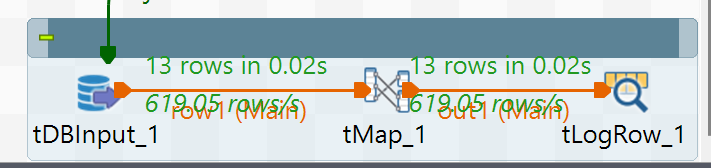 13 rows in 0.02s
619.05 rows/s
row1 (Main)
13 rows in 0.02s
619.05 rows/s
out1 (Main)
tDBInput_1
tMap_1
tLogRow_1